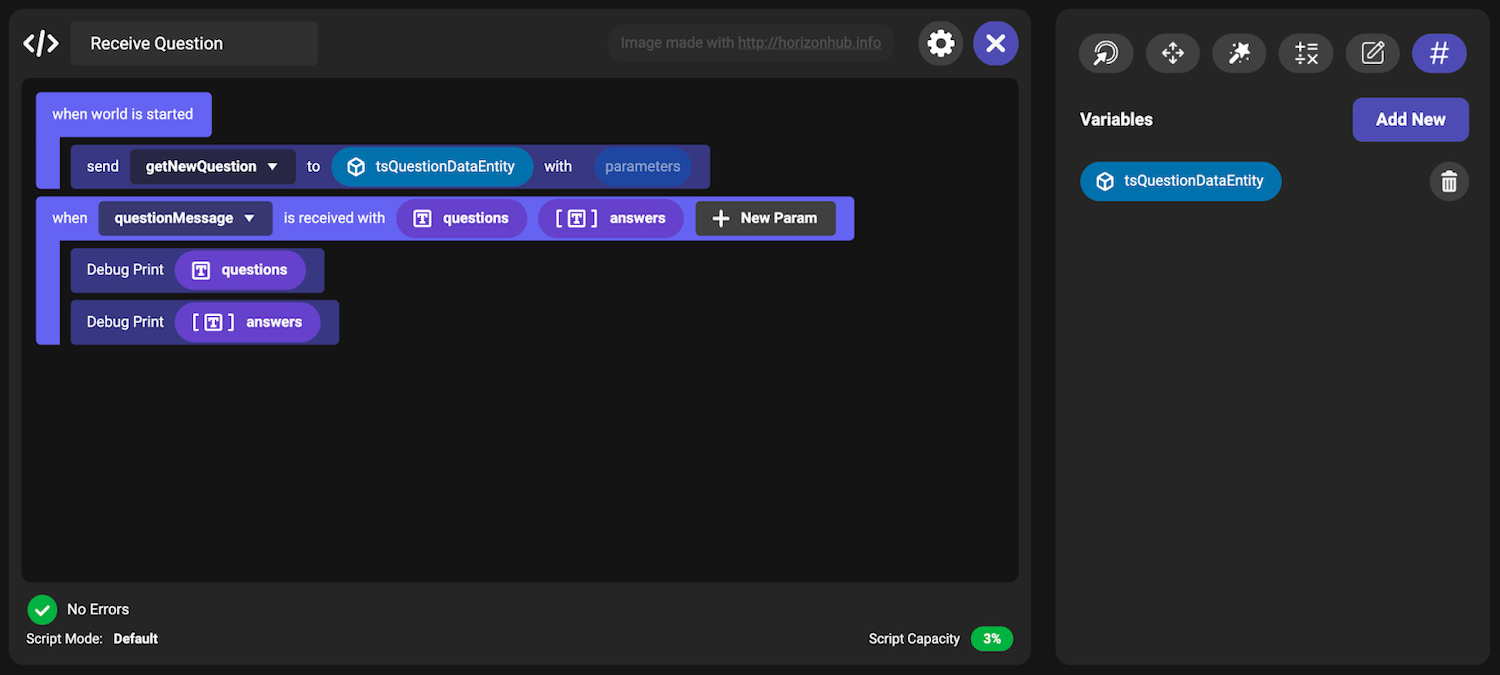 </> Receive Question
Image made with http://horizonhub.info
when world is started
send getNewQuestion to tsQuestionDataEntity with parameters
when questionMessage is received with T questions [T] answers + New Param
Debug Print T questions
Debug Print [T] answers
No Errors
Script Mode: Default
Script Capacity 3%
#
Variables
Add New
tsQuestionDataEntity